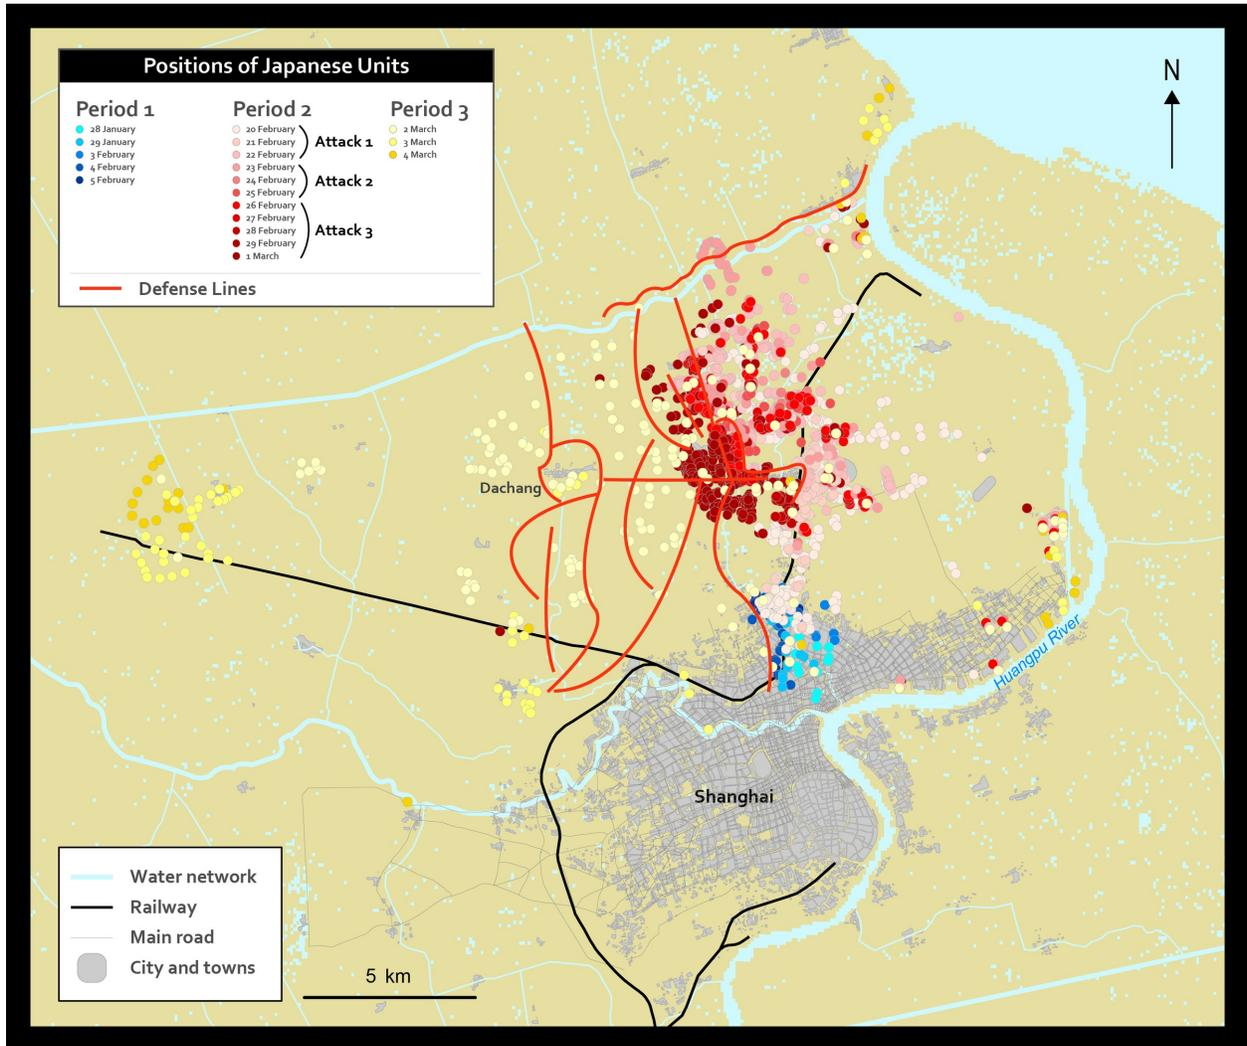 Positions of Japanese Units
Period 1
28 January
29 January
3 February
4 February
5 February
Period 2
20 February
21 February
22 February
23 February
24 February
25 February
26 February
27 February
28 February
29 February
1 March
Attack 1
Attack 2
Attack 3
Period 3
2 March
3 March
4 March
Defense Lines
N
Dachang
Huangpu River
Shanghai
Water network
Railway
Main road
City and towns
5 km